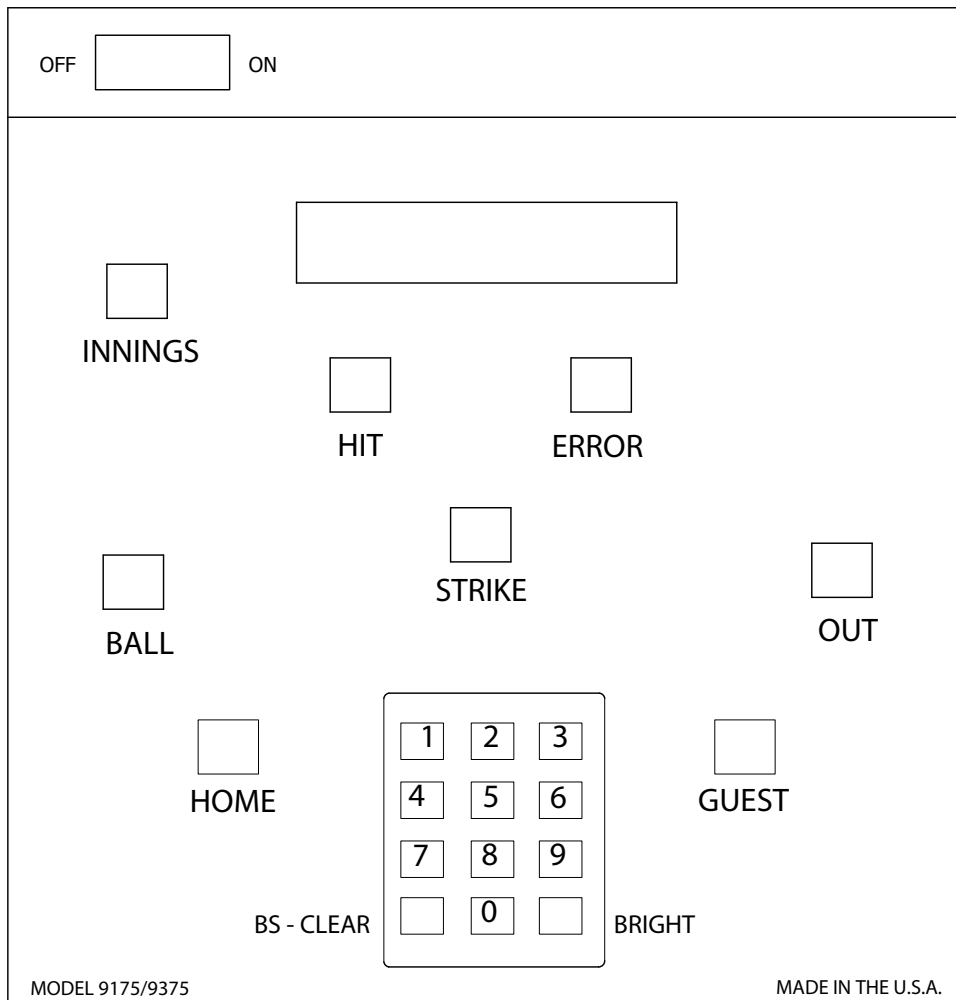 OFF ON
INNINGS
HIT ERROR
STRIKE
BALL OUT
1 2 3
HOME 4 5 6 GUEST
7 8 9
BS - CLEAR 0 BRIGHT
MODEL 9175/9375 MADE IN THE U.S.A.